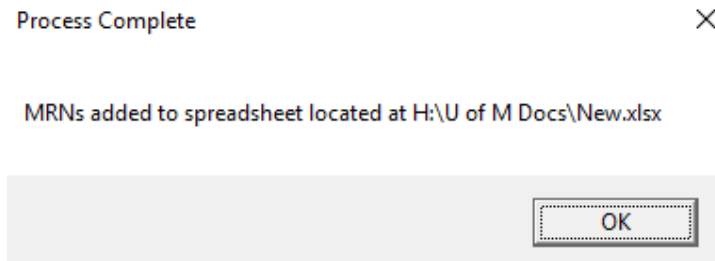 Process Complete
MRNs added to spreadsheet located at H:\U of M Docs\New.xlsx
OK